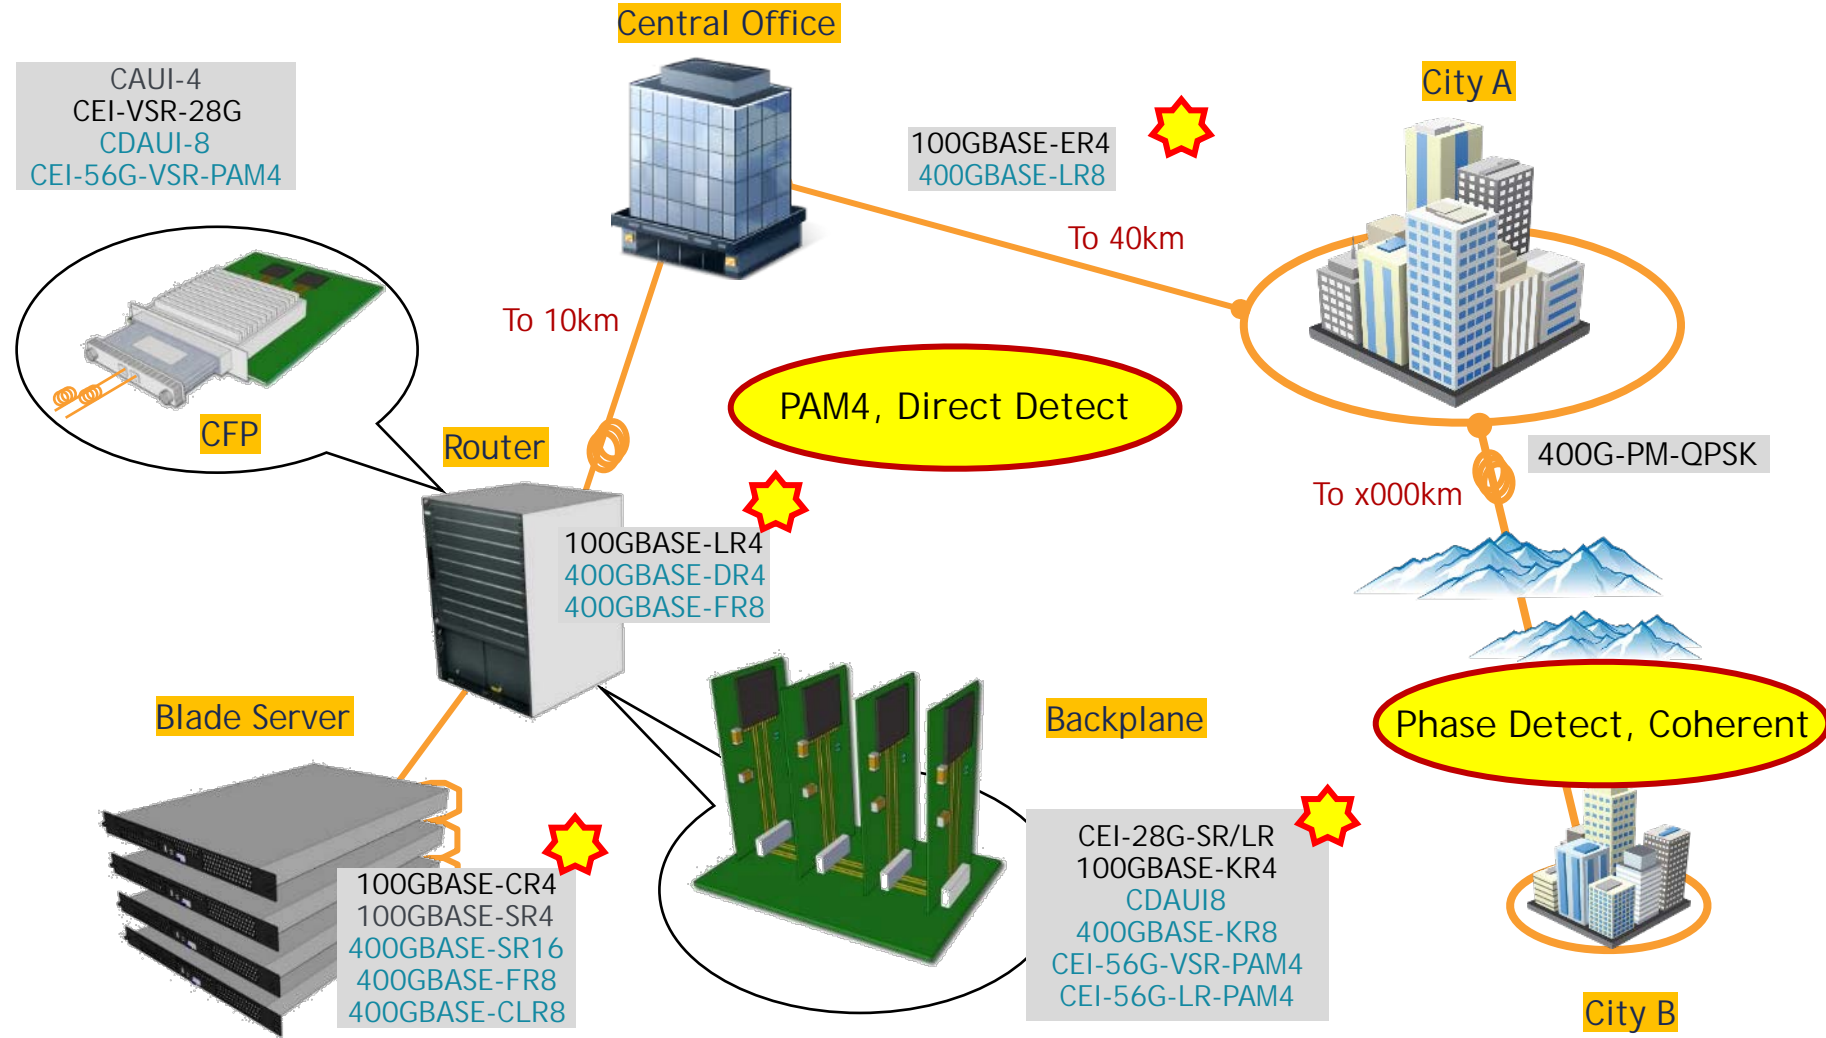 Central Office
CAUI-4
CEI-VSR-28G
CDAUI-8
CEI-56G-VSR-PAM4
City A
100GBASE-ER4
400GBASE-LR8
To 40km
To 10km
PAM4, Direct Detect
CFP
Router
400G-PM-QPSK
To x000km
100GBASE-LR4
400GBASE-DR4
400GBASE-FR8
Blade Server
Backplane
Phase Detect, Coherent
CEI-28G-SR/LR
100GBASE-KR4
CDAUI8
400GBASE-KR8
CEI-56G-VSR-PAM4
CEI-56G-LR-PAM4
100GBASE-CR4
100GBASE-SR4
400GBASE-SR16
400GBASE-FR8
400GBASE-CLR8
City B